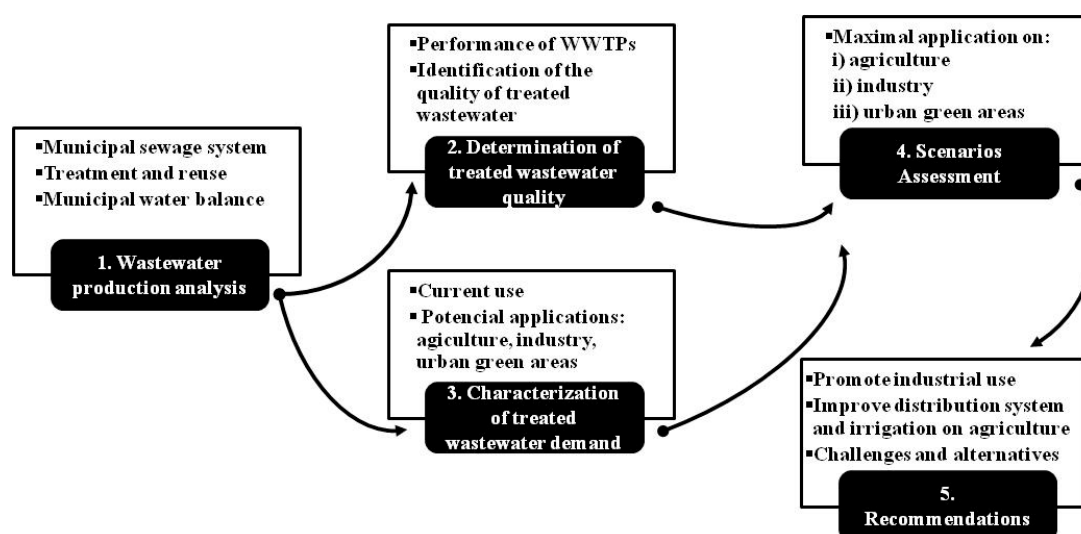 ▪Municipal sewage system
▪Treatment and reuse
▪Municipal water balance
1. Wastewater
production analysis
▪Performance of WWTPs
▪Identification of the
quality of treated
wastewater
2. Determination of
treated wastewater
quality
▪Current use
▪ Potencial applications:
agiculture, industry,
urban green areas
3. Characterization
of treated
wastewater demand
▪Maximal application on:
i) agriculture
ii) industry
iii) urban green areas
4. Scenarios
Assessment
▪Promote industrial use
▪Improve distribution system
and irrigation on agriculture
▪Challenges and alternatives
5.
Recommendations